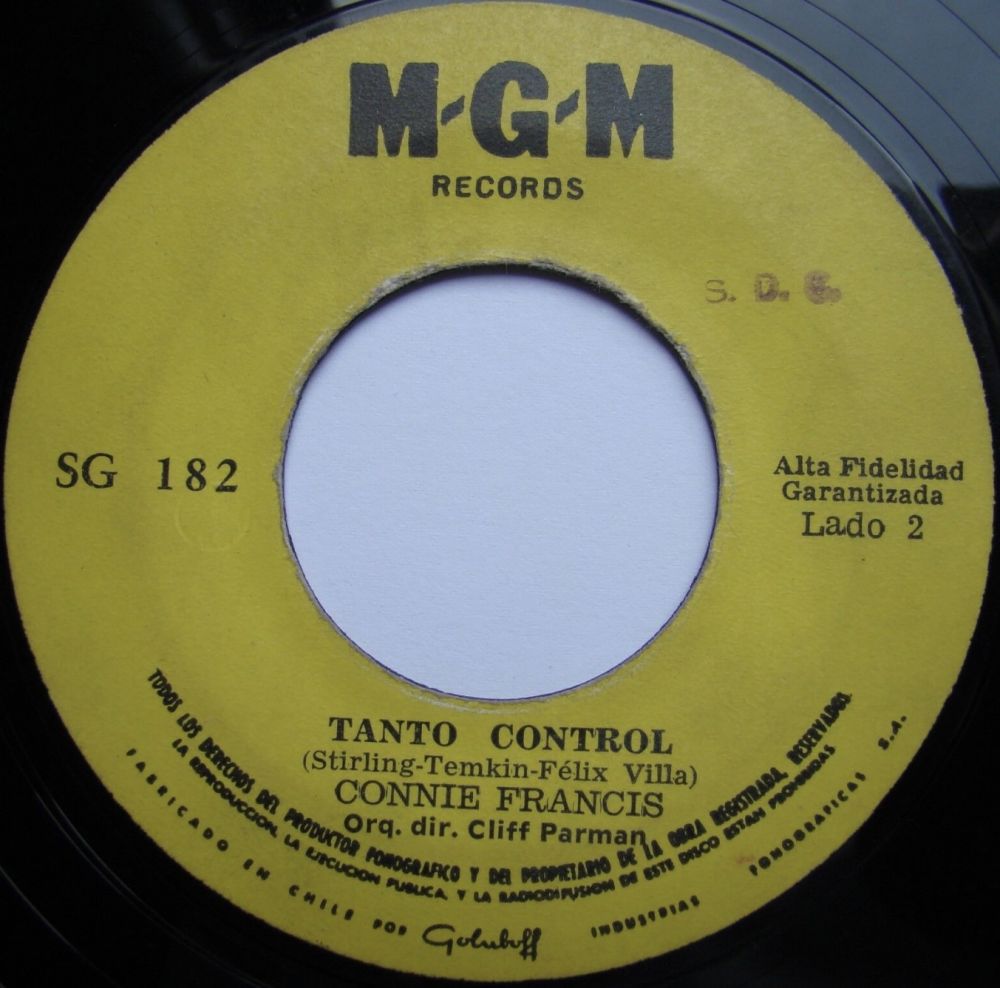 M-G-M
RECORDS
S. D. G.
SG 182
Alta Fidelidad
Garantizada
Lado 2
TANTO CONTROL
(Stirling-Temkin-Félix Villa)
CONNIE FRANCIS
Orq. dir. Cliff Parman
TODOS LOS DERECHOS DEL PRODUCTOR FONOGRAFICO Y DEL PROPIETARIO DE LA OBRA REGISTRADA, RESERVADOS.
LA REPRODUCCION, LA EJECUCION PUBLICA, Y LA RADIODIFUSION DE ESTE DISCO ESTAN PROHIBIDAS
FABRICADO EN CHILE POR Goluboff INDUSTRIAS FONOGRAFICAS S.A.